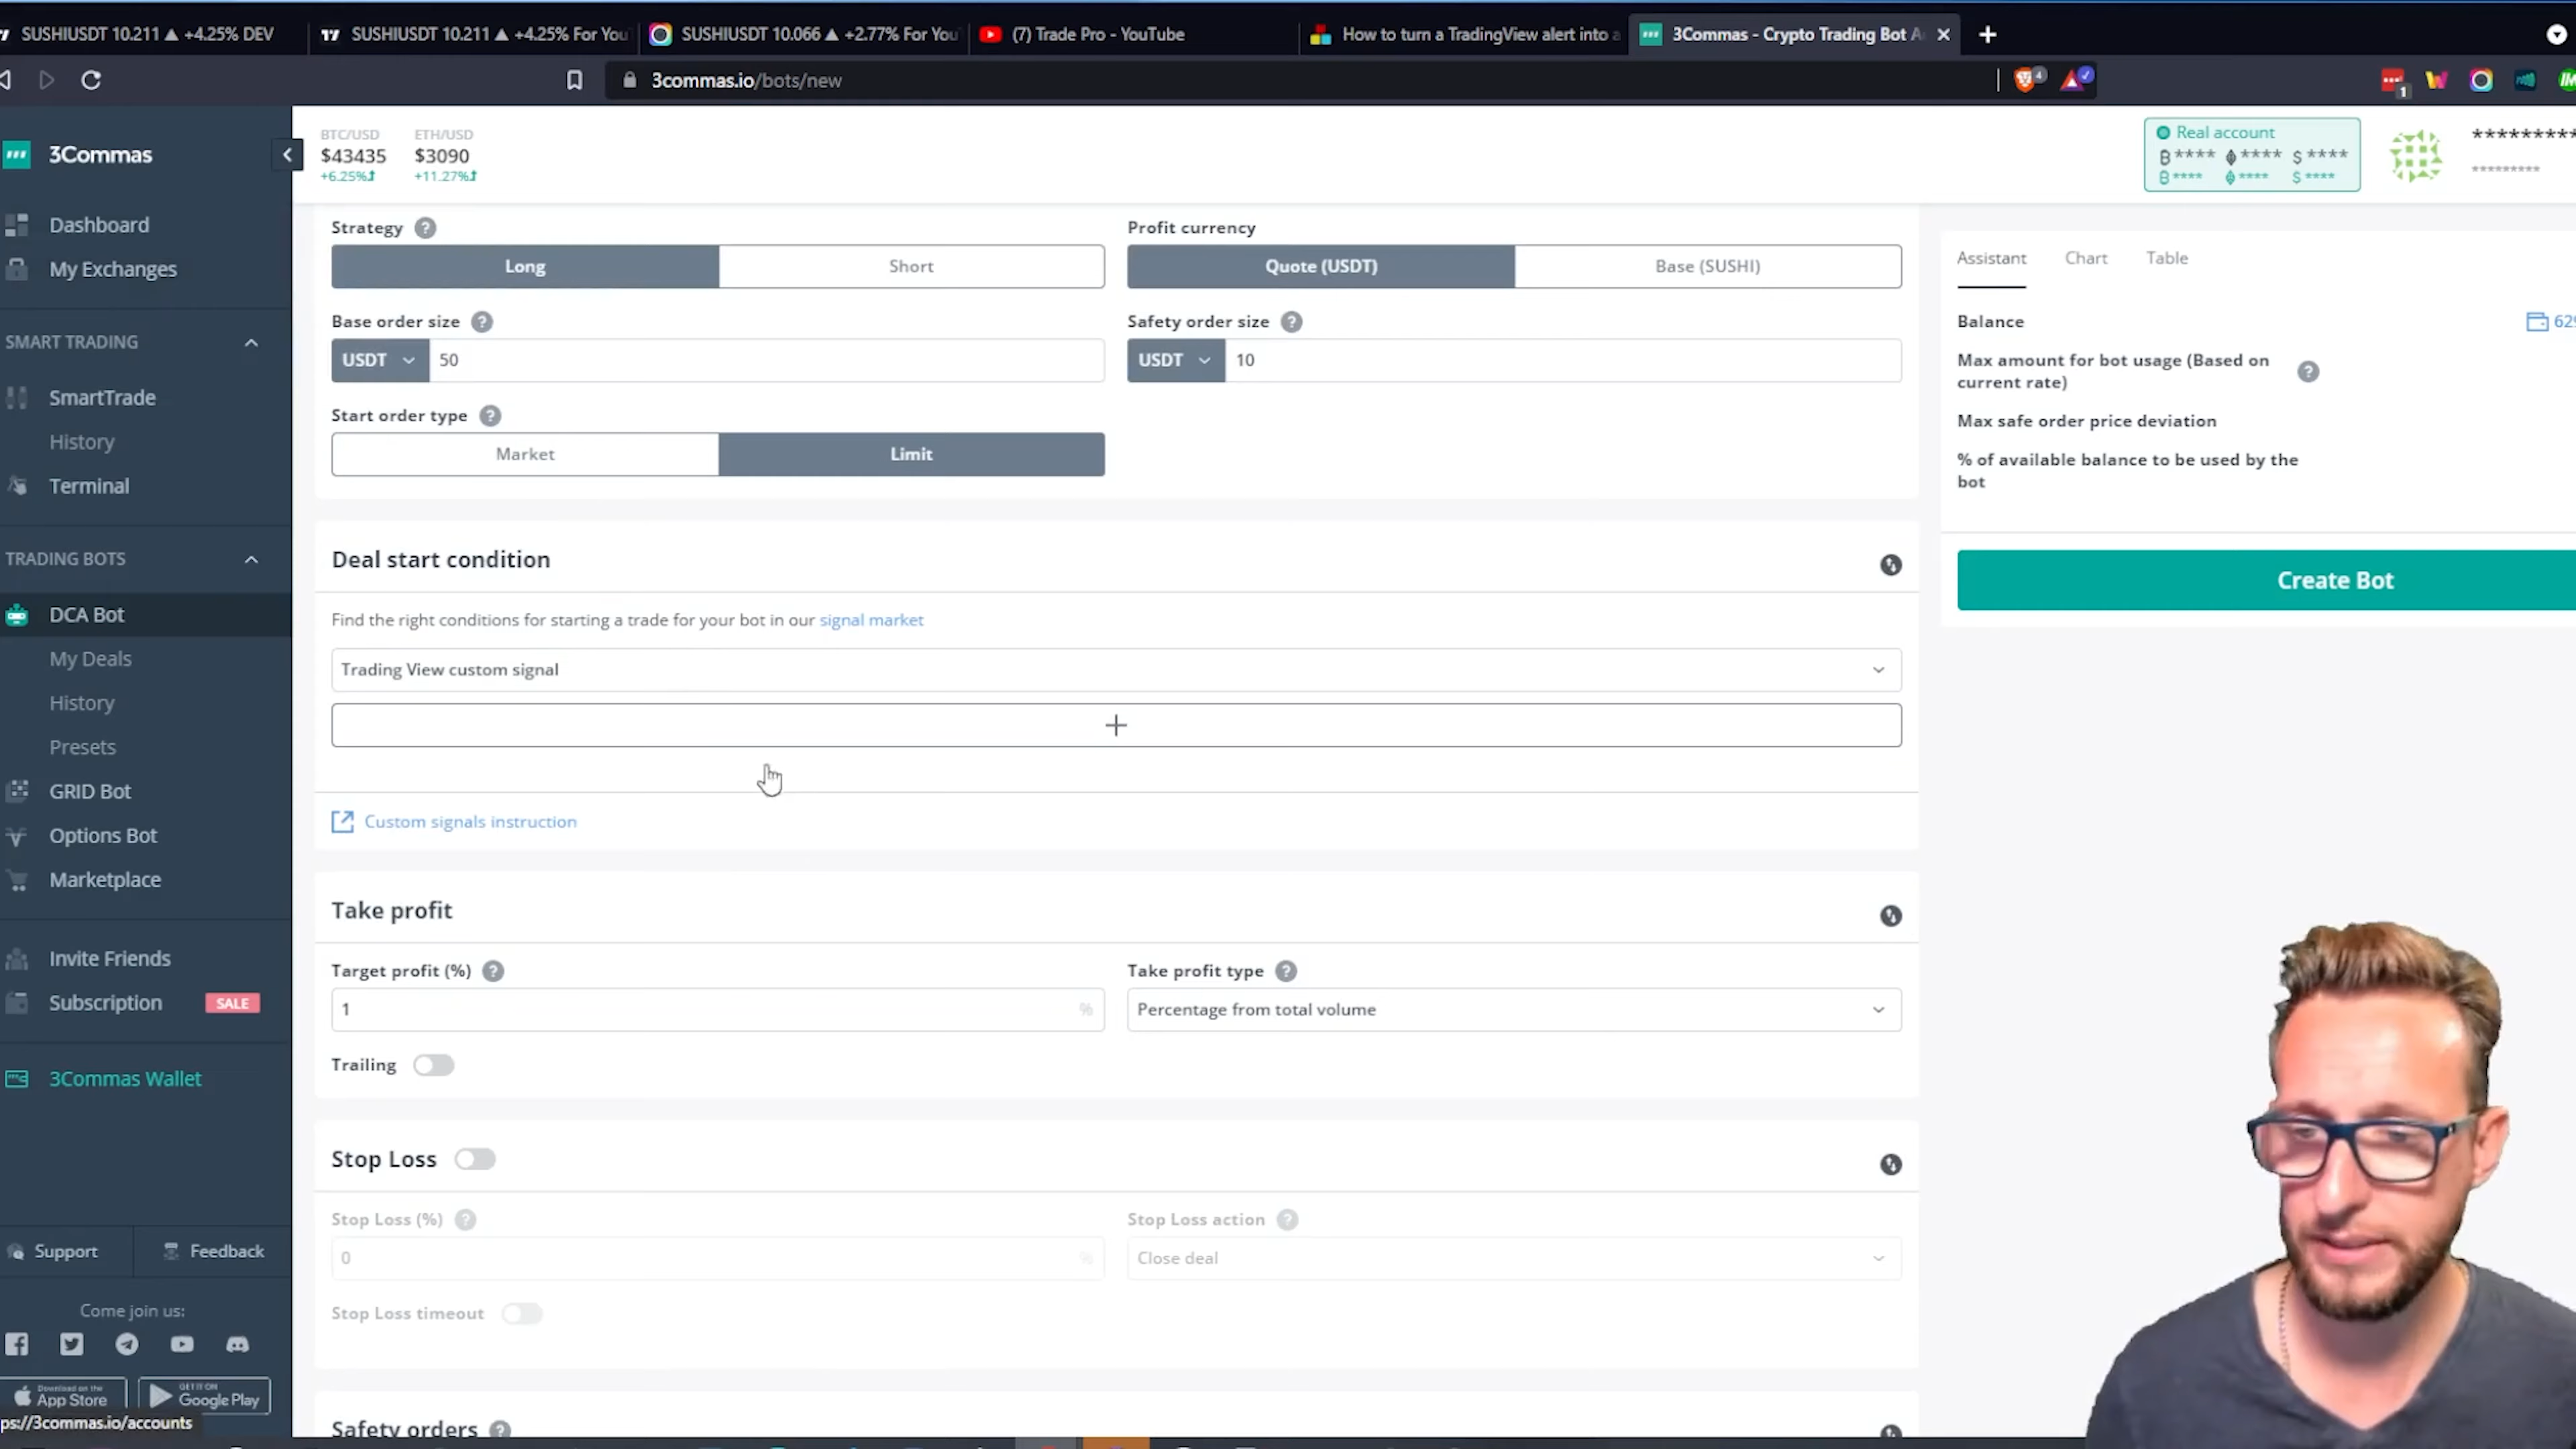 SUSHIUSDT 10.211 ▲ +4.25% DEV
SUSHIUSDT 10.211 ▲ +4.25% For You
SUSHIUSDT 10.066 ▲ +2.77% For You
(7) Trade Pro - YouTube
How to turn a TradingView alert into a
3Commas - Crypto Trading Bot A
3commas.io/bots/new
4
1
3Commas
BTC/USD
$43435
+6.25%
ETH/USD
$3090
+11.27%
Real account
**** **** $ ****
**** **** $ ****
*********
*********
Dashboard
My Exchanges
SMART TRADING
SmartTrade
History
Terminal
TRADING BOTS
DCA Bot
My Deals
History
Presets
GRID Bot
Options Bot
Marketplace
Invite Friends
Subscription SALE
3Commas Wallet
Support
Feedback
Come join us:
Download on the
App Store
GET IT ON
Google Play
ps://3commas.io/accounts
Strategy ?
Long
Short
Profit currency
Quote (USDT)
Base (SUSHI)
Base order size ?
USDT 50
Safety order size ?
USDT 10
Start order type ?
Market
Limit
Deal start condition
Find the right conditions for starting a trade for your bot in our signal market
Trading View custom signal
+
Custom signals instruction
Take profit
Target profit (%) ?
1 %
Take profit type ?
Percentage from total volume
Trailing
Stop Loss
Stop Loss (%) ?
0 %
Stop Loss action ?
Close deal
Stop Loss timeout
Safety orders ?
Assistant
Chart
Table
Balance
629
Max amount for bot usage (Based on
current rate) ?
Max safe order price deviation
% of available balance to be used by the
bot
Create Bot